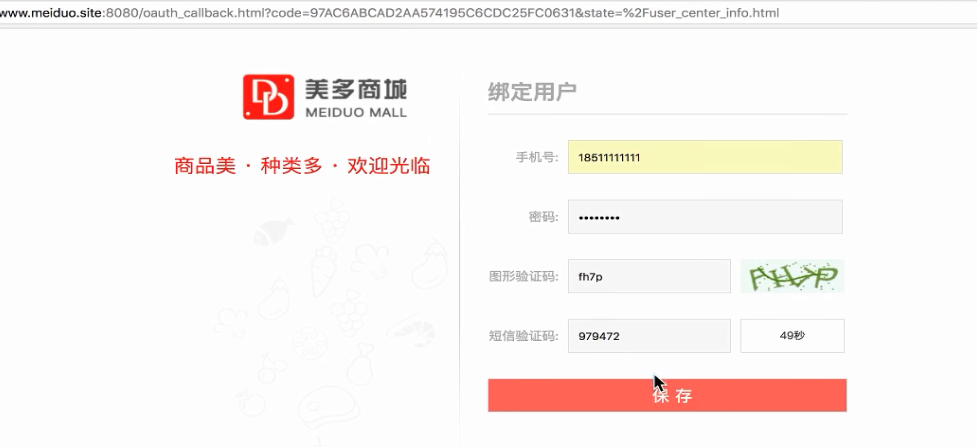 www.meiduo.site:8080/oauth_callback.html?code=97AC6ABCAD2AA574195C6CDC25FC0631&state=%2Fuser_center_info.html
美多商城
MEIDUO MALL
商品美 · 种类多 · 欢迎光临
绑定用户
手机号: 18511111111
密码: ••••••••
图形验证码: fh7p FH7P
短信验证码: 979472 49秒
保 存